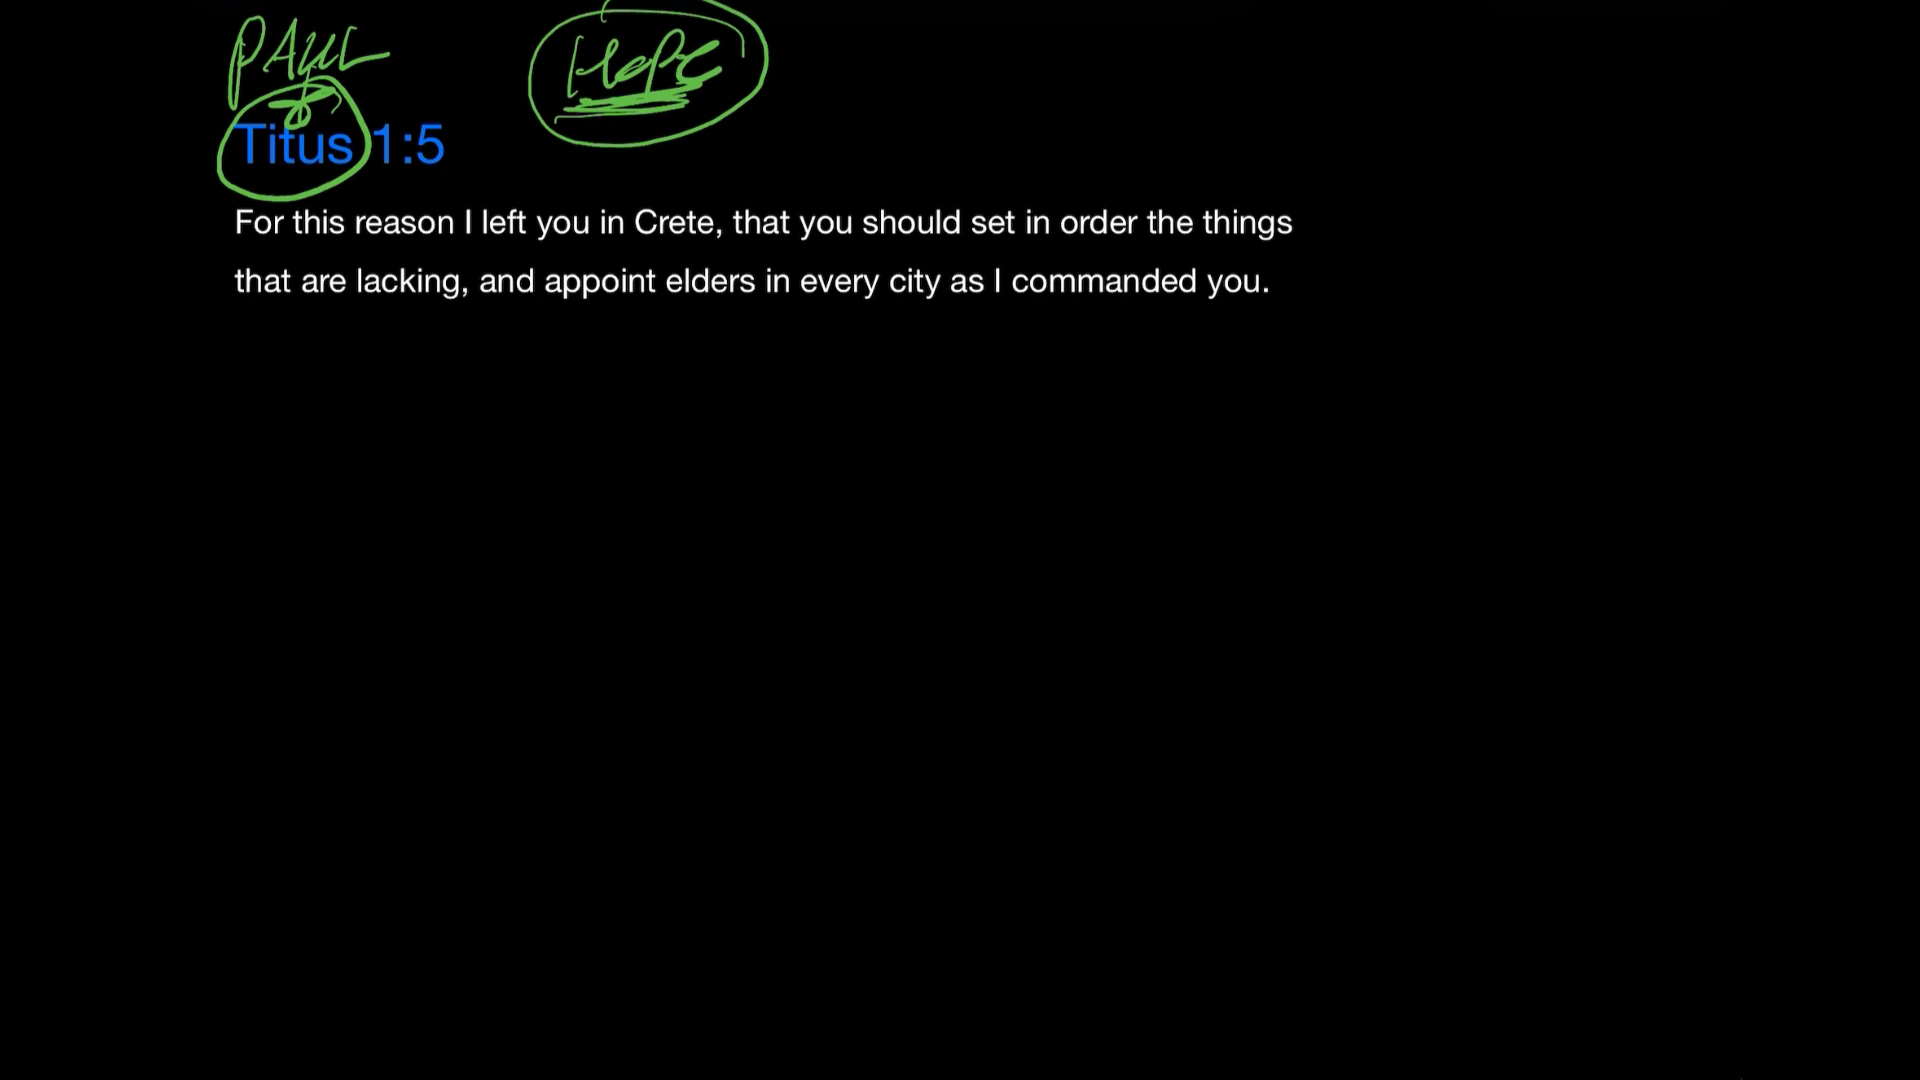 PAUL
Hope
Titus 1:5
For this reason I left you in Crete, that you should set in order the things
that are lacking, and appoint elders in every city as I commanded you.